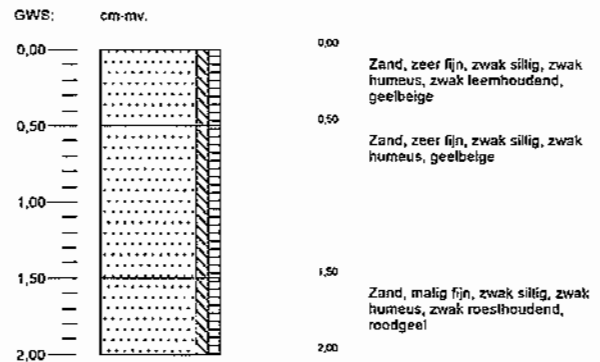 GWS: cm-mv.
0,00
0,50
1,00
1,50
2,00
0,00
Zand, zeer fijn, zwak siltig, zwak
humeus, zwak leemhoudend,
geelbeige
0,50
Zand, zeer fijn, zwak siltig, zwak
humeus, geelbeige
1,50
Zand, matig fijn, zwak siltig, zwak
humeus, zwak roesthoudend,
roodgeel
2,00